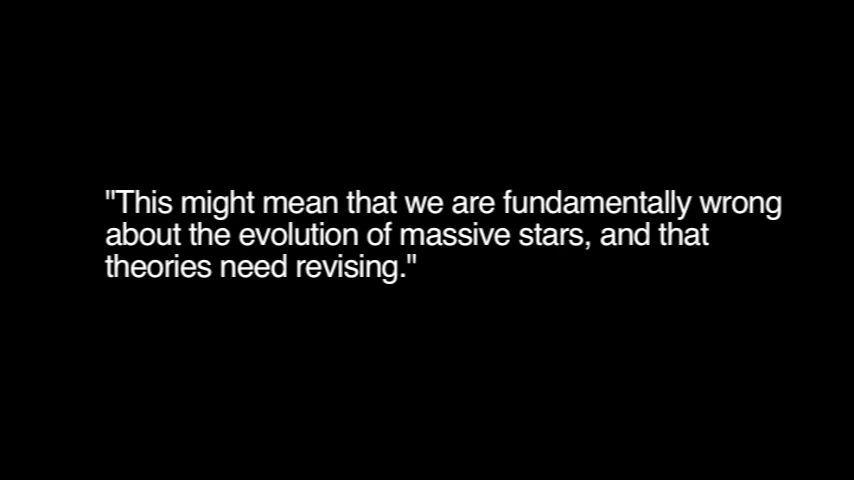 "This might mean that we are fundamentally wrong
about the evolution of massive stars, and that
theories need revising."